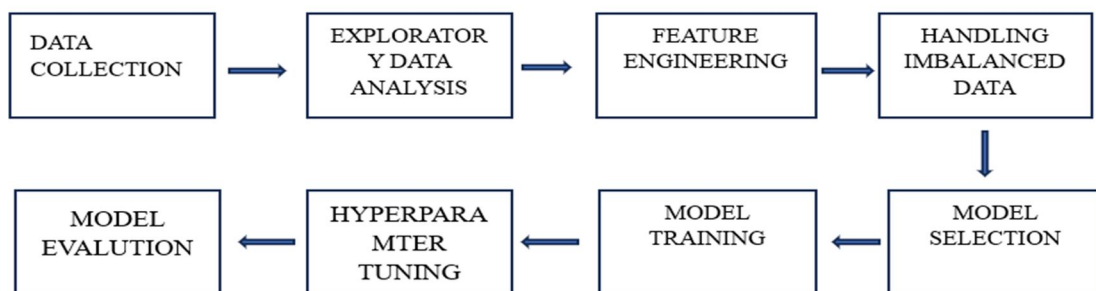 DATA
COLLECTION
EXPLORATOR
Y DATA
ANALYSIS
FEATURE
ENGINEERING
HANDLING
IMBALANCED
DATA
MODEL
SELECTION
MODEL
TRAINING
HYPERPARA
MTER
TUNING
MODEL
EVALUTION